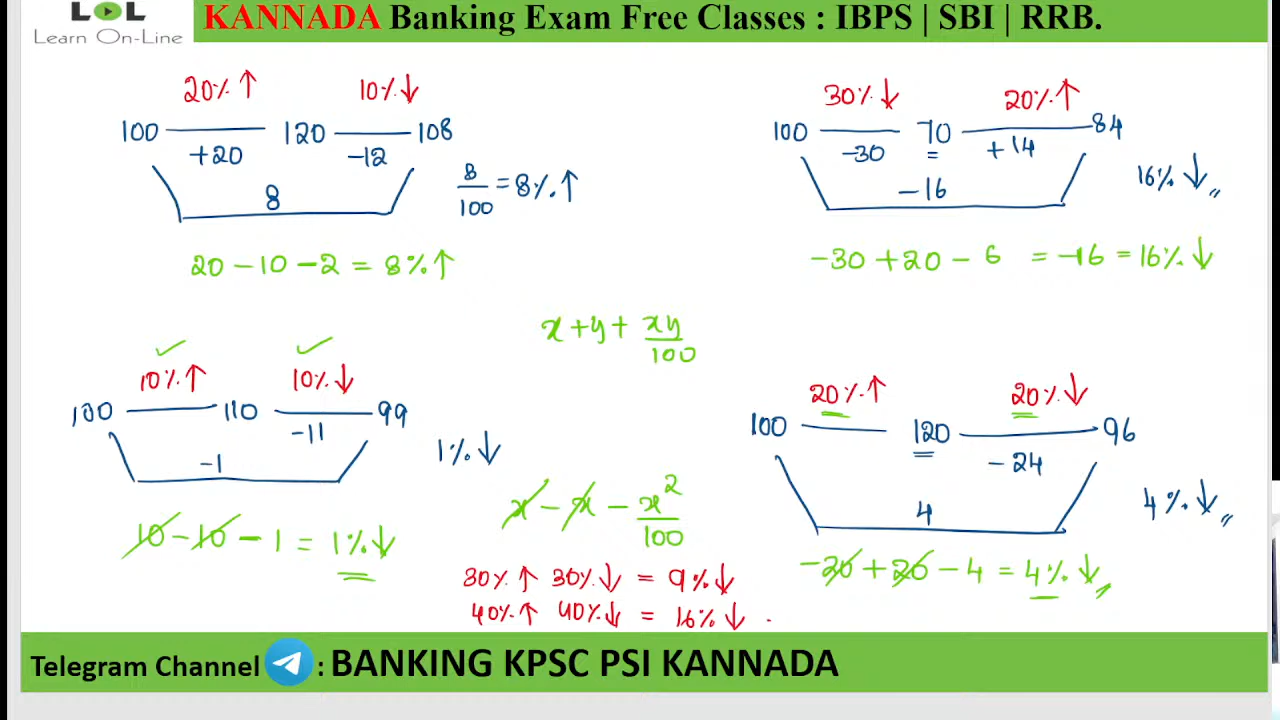 LOL
Learn On-Line
KANNADA Banking Exam Free Classes : IBPS | SBI | RRB.
20%↑ 10%↓
100 120 108
+20 -12
8
8/100 = 8%↑
20 - 10 - 2 = 8%↑
30%↓ 20%↑
100 70 84
-30 +14
-16
16%↓
-30 + 20 - 6 = -16 = 16%↓
x + y + xy/100
10%↑ 10%↓
100 110 99
-11
-1
1%↓
10 - 10 - 1 = 1%↓
x - x - x²/100
30%↑ 30%↓ = 9%↓
40%↑ 40%↓ = 16%↓
20%↑ 20%↓
100 120 96
-24
4
4%↓
-20 + 20 - 4 = 4%↓
Telegram Channel : BANKING KPSC PSI KANNADA